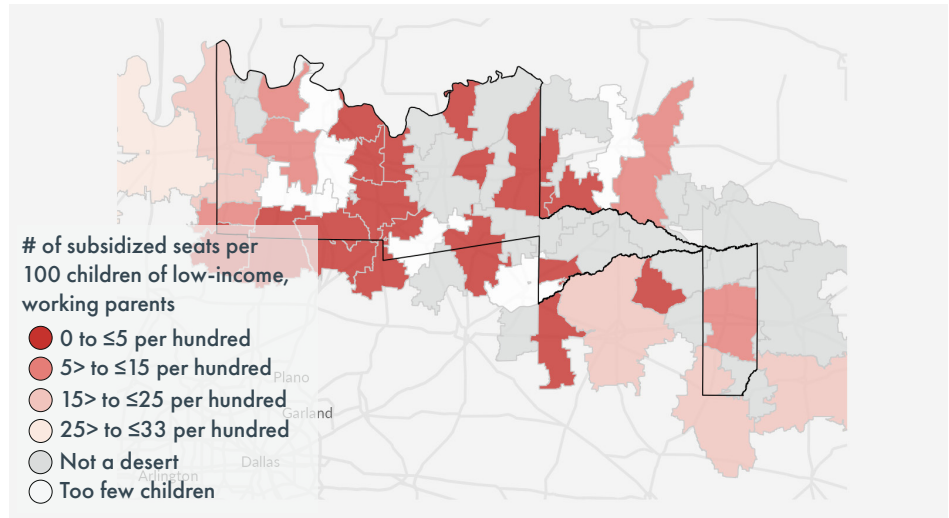 # of subsidized seats per
100 children of low-income,
working parents
0 to ≤5 per hundred
5> to ≤15 per hundred
15> to ≤25 per hundred
25> to ≤33 per hundred
Not a desert
Too few children
Plano
Garland
Dallas
Arlington